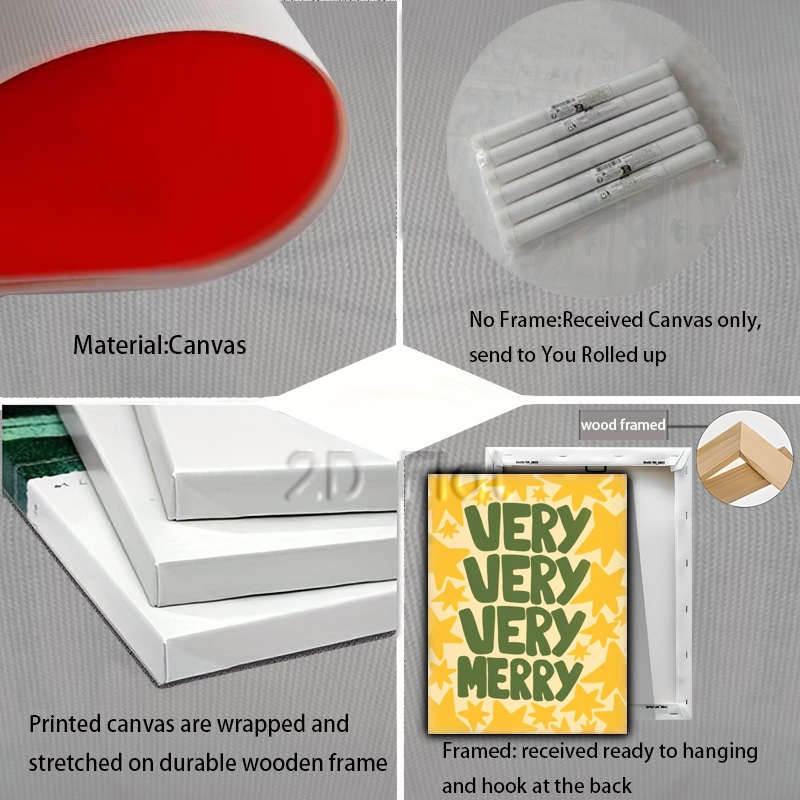 Material:Canvas
No Frame:Received Canvas only,
send to You Rolled up
2D
wood framed
VERY
VERY
VERY
MERRY
Printed canvas are wrapped and
stretched on durable wooden frame
Framed: received ready to hanging
and hook at the back